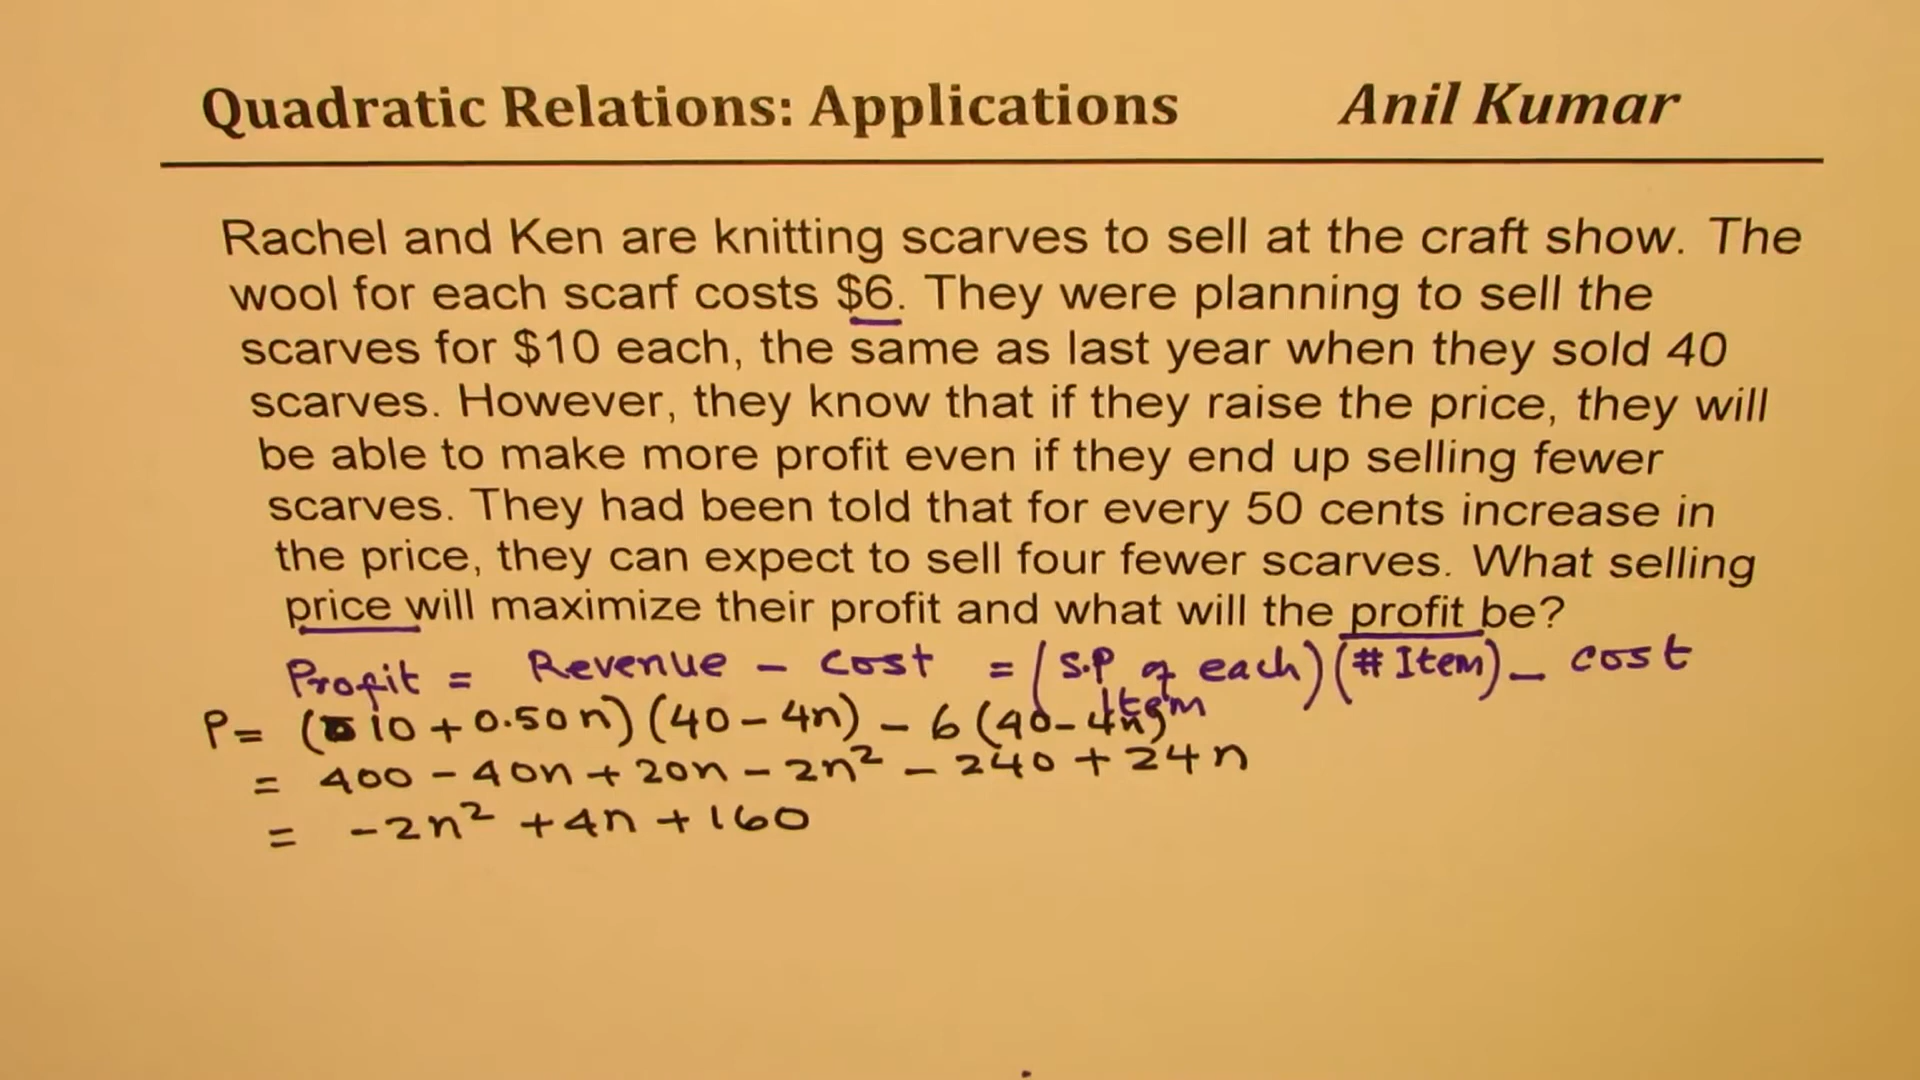 Quadratic Relations: Applications Anil Kumar
Rachel and Ken are knitting scarves to sell at the craft show. The
wool for each scarf costs $6. They were planning to sell the
scarves for $10 each, the same as last year when they sold 40
scarves. However, they know that if they raise the price, they will
be able to make more profit even if they end up selling fewer
scarves. They had been told that for every 50 cents increase in
the price, they can expect to sell four fewer scarves. What selling
price will maximize their profit and what will the profit be?
Profit = Revenue - cost = (S.P of each Item) (# Item) - cost
P = (10 + 0.50n) (40 - 4n) - 6 (40 - 4n)
= 400 - 40n + 20n - 2n² - 240 + 24n
= -2n² + 4n + 160